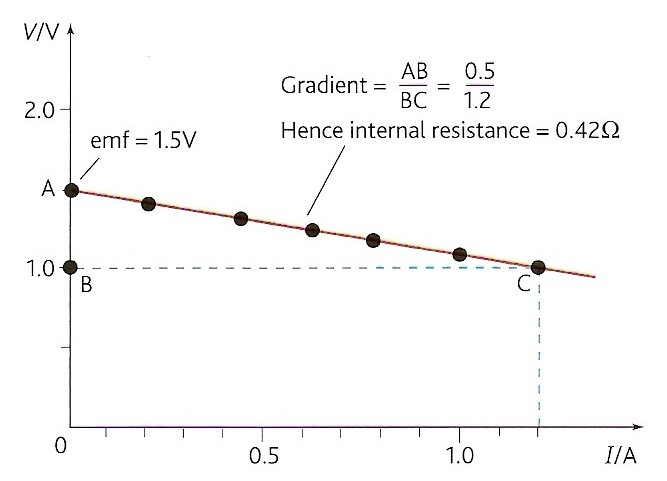 V/V
Gradient = AB/BC = 0.5/1.2
Hence internal resistance = 0.42Ω
2.0
emf = 1.5V
A
1.0
B
C
0
0.5
1.0
I/A